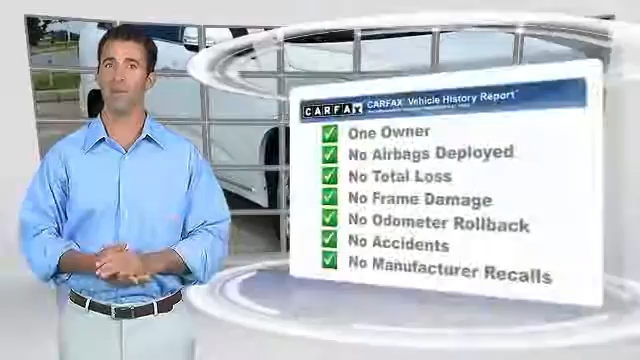 CARFAX CARFAX Vehicle History Report
One Owner
No Airbags Deployed
No Total Loss
No Frame Damage
No Odometer Rollback
No Accidents
No Manufacturer Recalls